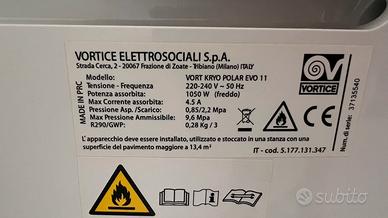 VORTICE ELETTROSOCIALI S.p.A.
Strada Cerca, 2 - 20067 Frazione di Zoate - Tribiano (Milano) ITALY
Modello: VORT KRYO POLAR EVO 11
Tensione - Frequenza 220-240 V ~ 50 Hz
Potenza assorbita: 1050 W (freddo)
Max Corrente assorbita: 4.5 A
Pressione Asp./Scarico: 0,85/2,2 Mpa
Max Pressione Ammissibile: 9,6 Mpa
R290/GWP: 0,28 Kg / 3
L'apparecchio deve essere installato, utilizzato e stoccato in una stanza con una
superficie del pavimento maggiore a 13,4 m²
IT - cod. 5.177.131.347
MADE IN PRC
VORTICE
Num. di serie: 37135540
subito